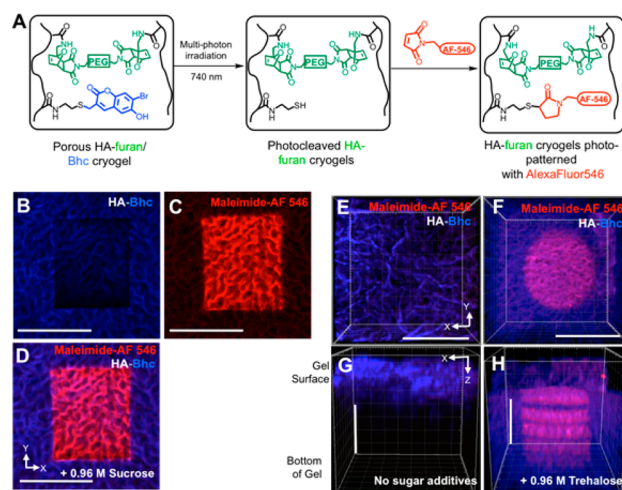 A
Multi-photon
irradiation
740 nm
PEG
PEG
PEG
AF-546
AF-546
Porous HA-furan/
Bhc cryogel
Photocleaved HA-
furan cryogels
HA-furan cryogels photo-
patterned
with AlexaFluor546
B
HA-Bhc
C
Maleimide-AF 546
D
Maleimide-AF 546
HA-Bhc
Y
X
+ 0.96 M Sucrose
E
Maleimide-AF 546
HA-Bhc
Y
X
F
Maleimide-AF 546
HA-Bhc
Gel
Surface
Bottom
of Gel
G
X
Z
No sugar additives
H
+ 0.96 M Trehalose